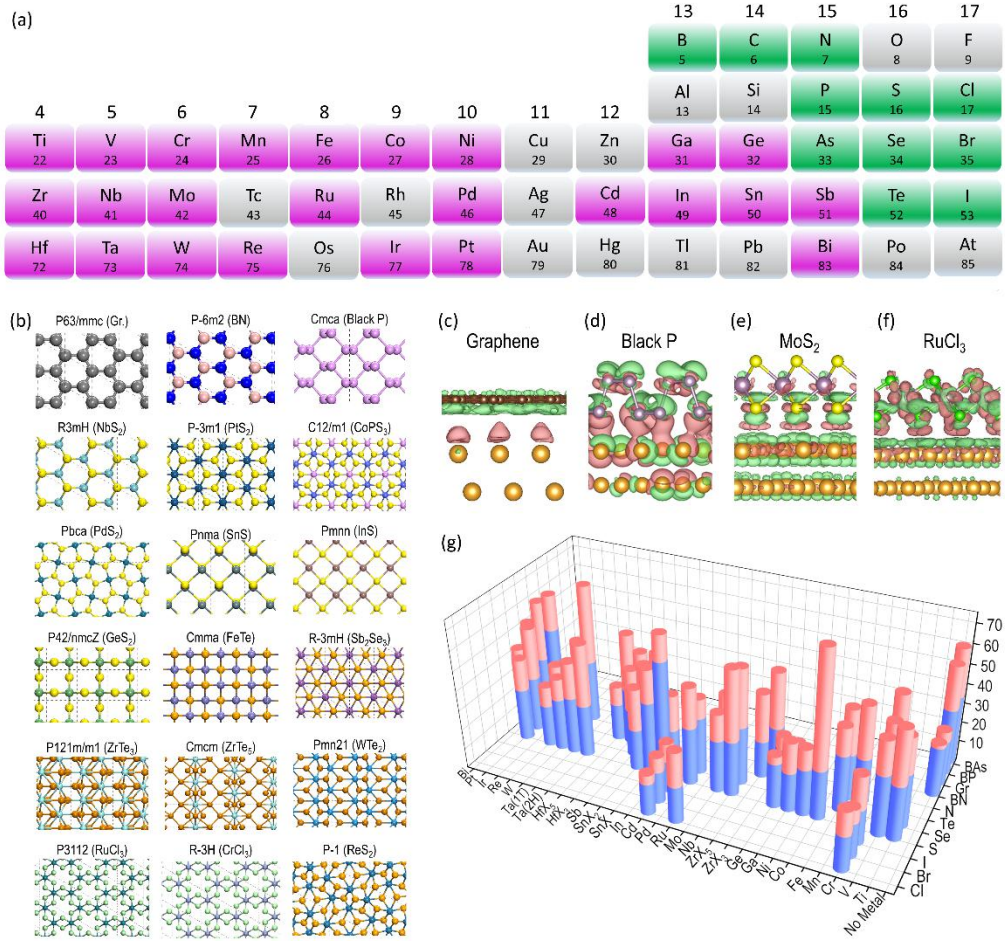 (a)
13 14 15 16 17
B C N O F
5 6 7 8 9
Al Si P S Cl
13 14 15 16 17
4 5 6 7 8 9 10 11 12
Ti V Cr Mn Fe Co Ni Cu Zn Ga Ge As Se Br
22 23 24 25 26 27 28 29 30 31 32 33 34 35
Zr Nb Mo Tc Ru Rh Pd Ag Cd In Sn Sb Te I
40 41 42 43 44 45 46 47 48 49 50 51 52 53
Hf Ta W Re Os Ir Pt Au Hg Tl Pb Bi Po At
72 73 74 75 76 77 78 79 80 81 82 83 84 85
(b)
P63/mmc (Gr.) P-6m2 (BN) Cmca (Black P)
R3mH (NbS₂) P-3m1 (PtS₂) C12/m1 (CoPS₃)
Pbca (PdS₂) Pnma (SnS) Pmnn (InS)
P42/nmcZ (GeS₂) Cmma (FeTe) R-3mH (Sb₂Se₃)
P121m/m1 (ZrTe₃) Cmcm (ZrTe₅) Pmn21 (WTe₂)
P3112 (RuCl₃) R-3H (CrCl₃) P-1 (ReS₂)
(c) (d) (e) (f)
Graphene Black P MoS₂ RuCl₃
(g)
70
60
50
40
30
20
10
BAs
BP
Gr
BN
N
Te
Se
S
I
Br
Cl
Pt
Ir
Re
W
Ta(1T)
Ta(2H)
HfX₅
HfX₃
Sb
SnX₂
SnX
In
Cd
Pd
Ru
Mo
Nb
ZrX₅
ZrX₃
Ge
Ga
Ni
Co
Fe
Mn
Cr
V
Ti
No Metal